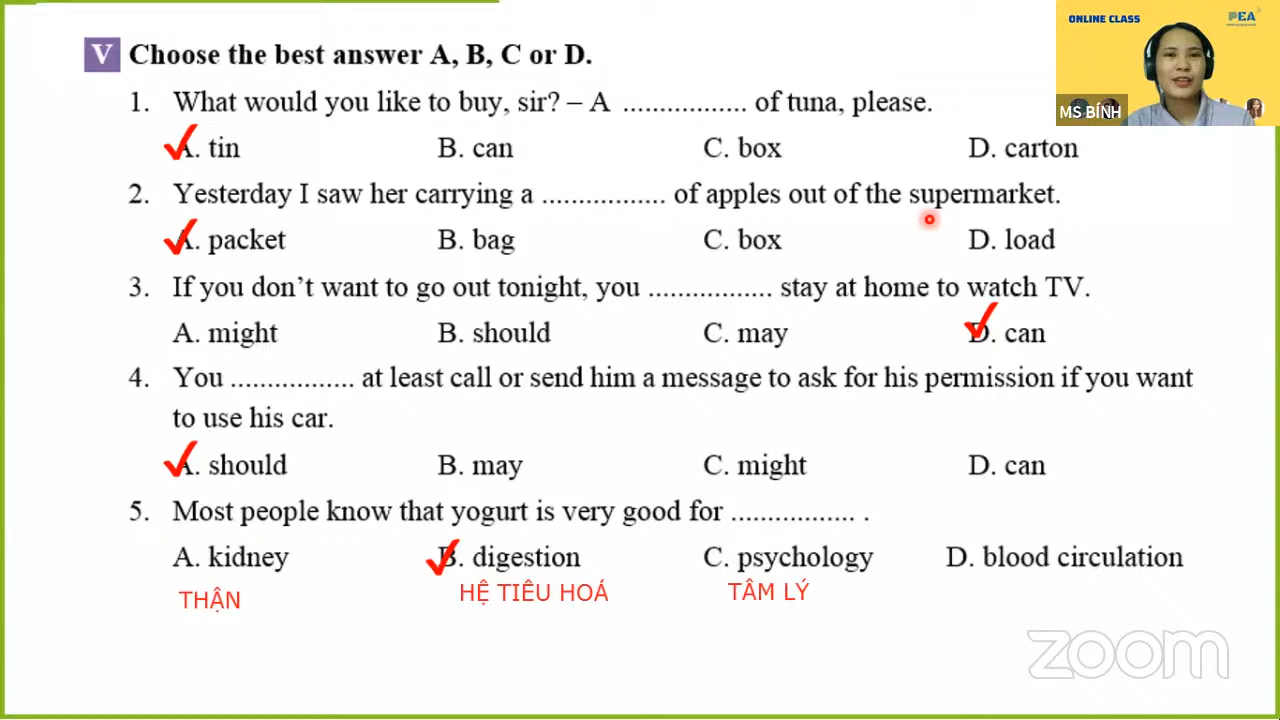 ONLINE CLASS
PEA
MS BÍNH
V Choose the best answer A, B, C or D.
1. What would you like to buy, sir? – A ................. of tuna, please.
A. tin B. can C. box D. carton
2. Yesterday I saw her carrying a ................. of apples out of the supermarket.
A. packet B. bag C. box D. load
3. If you don’t want to go out tonight, you ................. stay at home to watch TV.
A. might B. should C. may D. can
4. You ................. at least call or send him a message to ask for his permission if you want
to use his car.
A. should B. may C. might D. can
5. Most people know that yogurt is very good for ................. .
A. kidney B. digestion C. psychology D. blood circulation
THẬN HỆ TIÊU HOÁ TÂM LÝ
zoom